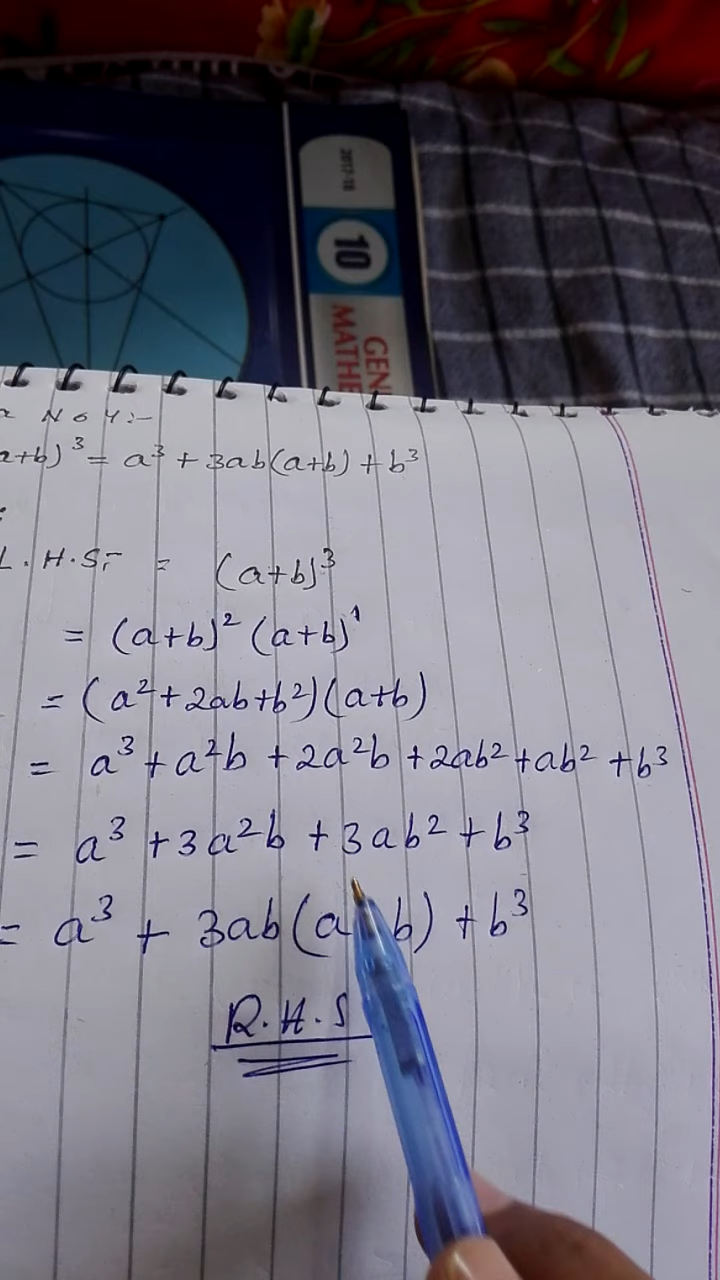 2017-18
10
GEN
MATHE
No 4:-
a+b)³ = a³ + 3ab(a+b) + b³
:
L.H.S:- = (a+b)³
= (a+b)² (a+b)¹
= (a²+2ab+b²)(a+b)
= a³ + a²b + 2a²b + 2ab² + ab² + b³
= a³ + 3a²b + 3ab² + b³
= a³ + 3ab(a b) + b³
R.H.S